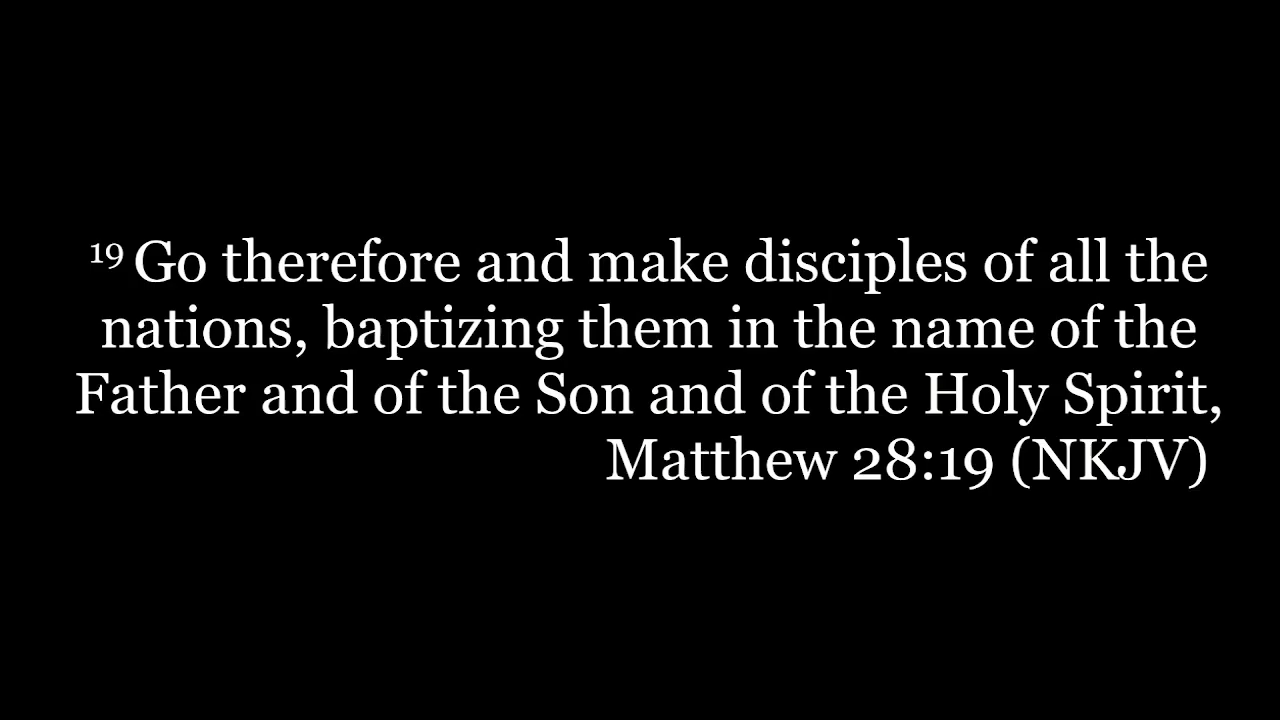 19 Go therefore and make disciples of all the
nations, baptizing them in the name of the
Father and of the Son and of the Holy Spirit,
Matthew 28:19 (NKJV)